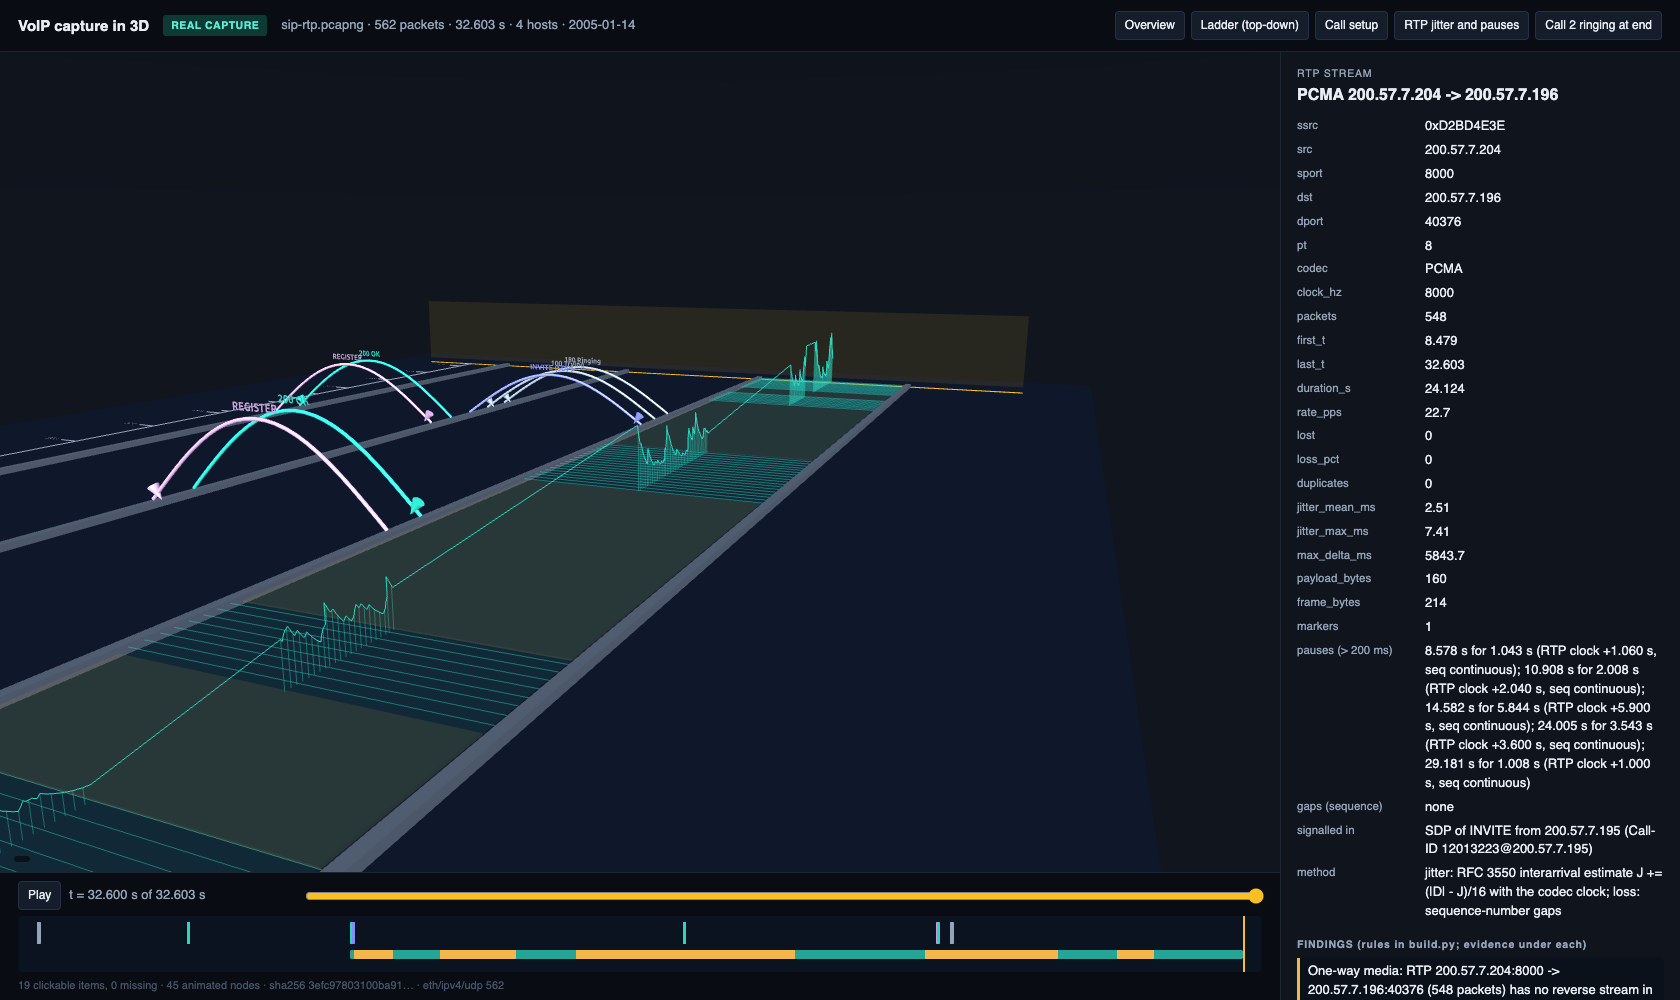 VoIP capture in 3D
REAL CAPTURE
sip-rtp.pcapng · 562 packets · 32.603 s · 4 hosts · 2005-01-14
Overview
Ladder (top-down)
Call setup
RTP jitter and pauses
Call 2 ringing at end
REGISTER
200 OK
180 Ringing
INVITE
REGISTER
RTP STREAM
PCMA 200.57.7.204 -> 200.57.7.196
ssrc 0xD2BD4E3E
src 200.57.7.204
sport 8000
dst 200.57.7.196
dport 40376
pt 8
codec PCMA
clock_hz 8000
packets 548
first_t 8.479
last_t 32.603
duration_s 24.124
rate_pps 22.7
lost 0
loss_pct 0
duplicates 0
jitter_mean_ms 2.51
jitter_max_ms 7.41
max_delta_ms 5843.7
payload_bytes 160
frame_bytes 214
markers 1
pauses (> 200 ms) 8.578 s for 1.043 s (RTP clock +1.060 s,
seq continuous); 10.908 s for 2.008 s
(RTP clock +2.040 s, seq continuous);
14.582 s for 5.844 s (RTP clock +5.900
s, seq continuous); 24.005 s for 3.543 s
(RTP clock +3.600 s, seq continuous);
29.181 s for 1.008 s (RTP clock +1.000
s, seq continuous)
gaps (sequence) none
signalled in SDP of INVITE from 200.57.7.195 (Call-
ID 12013223@200.57.7.195)
method jitter: RFC 3550 interarrival estimate J +=
(|D| - J)/16 with the codec clock; loss:
sequence-number gaps
FINDINGS (rules in build.py; evidence under each)
One-way media: RTP 200.57.7.204:8000 ->
200.57.7.196:40376 (548 packets) has no reverse stream in
Play
t = 32.600 s of 32.603 s
19 clickable items, 0 missing · 45 animated nodes · sha256 3efc97803100ba91… · eth/ipv4/udp 562